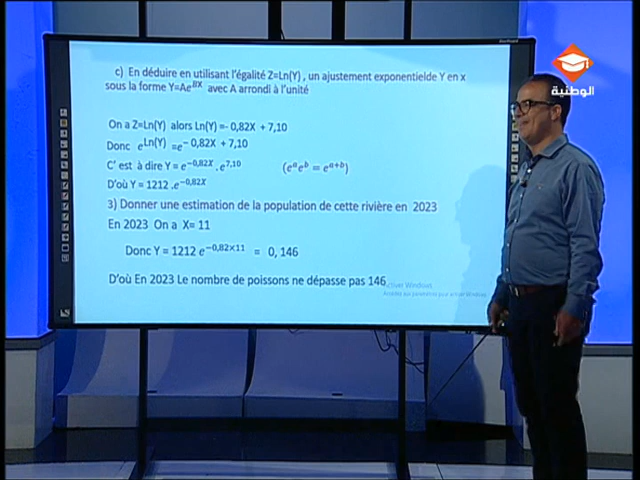 الوطنية
c) En déduire en utilisant l'égalité Z=Ln(Y) , un ajustement exponentielde Y en x
sous la forme Y=Ae^BX avec A arrondi à l'unité
On a Z=Ln(Y) alors Ln(Y) =- 0,82X + 7,10
Donc e^Ln(Y) =e^- 0,82X + 7,10
C' est à dire Y = e^-0,82X .e^7,10 (e^a e^b = e^a+b)
D'où Y = 1212 .e^-0,82X
3) Donner une estimation de la population de cette rivière en 2023
En 2023 On a X= 11
Donc Y = 1212 e^-0,82×11 = 0, 146
D'où En 2023 Le nombre de poissons ne dépasse pas 146
Activer Windows